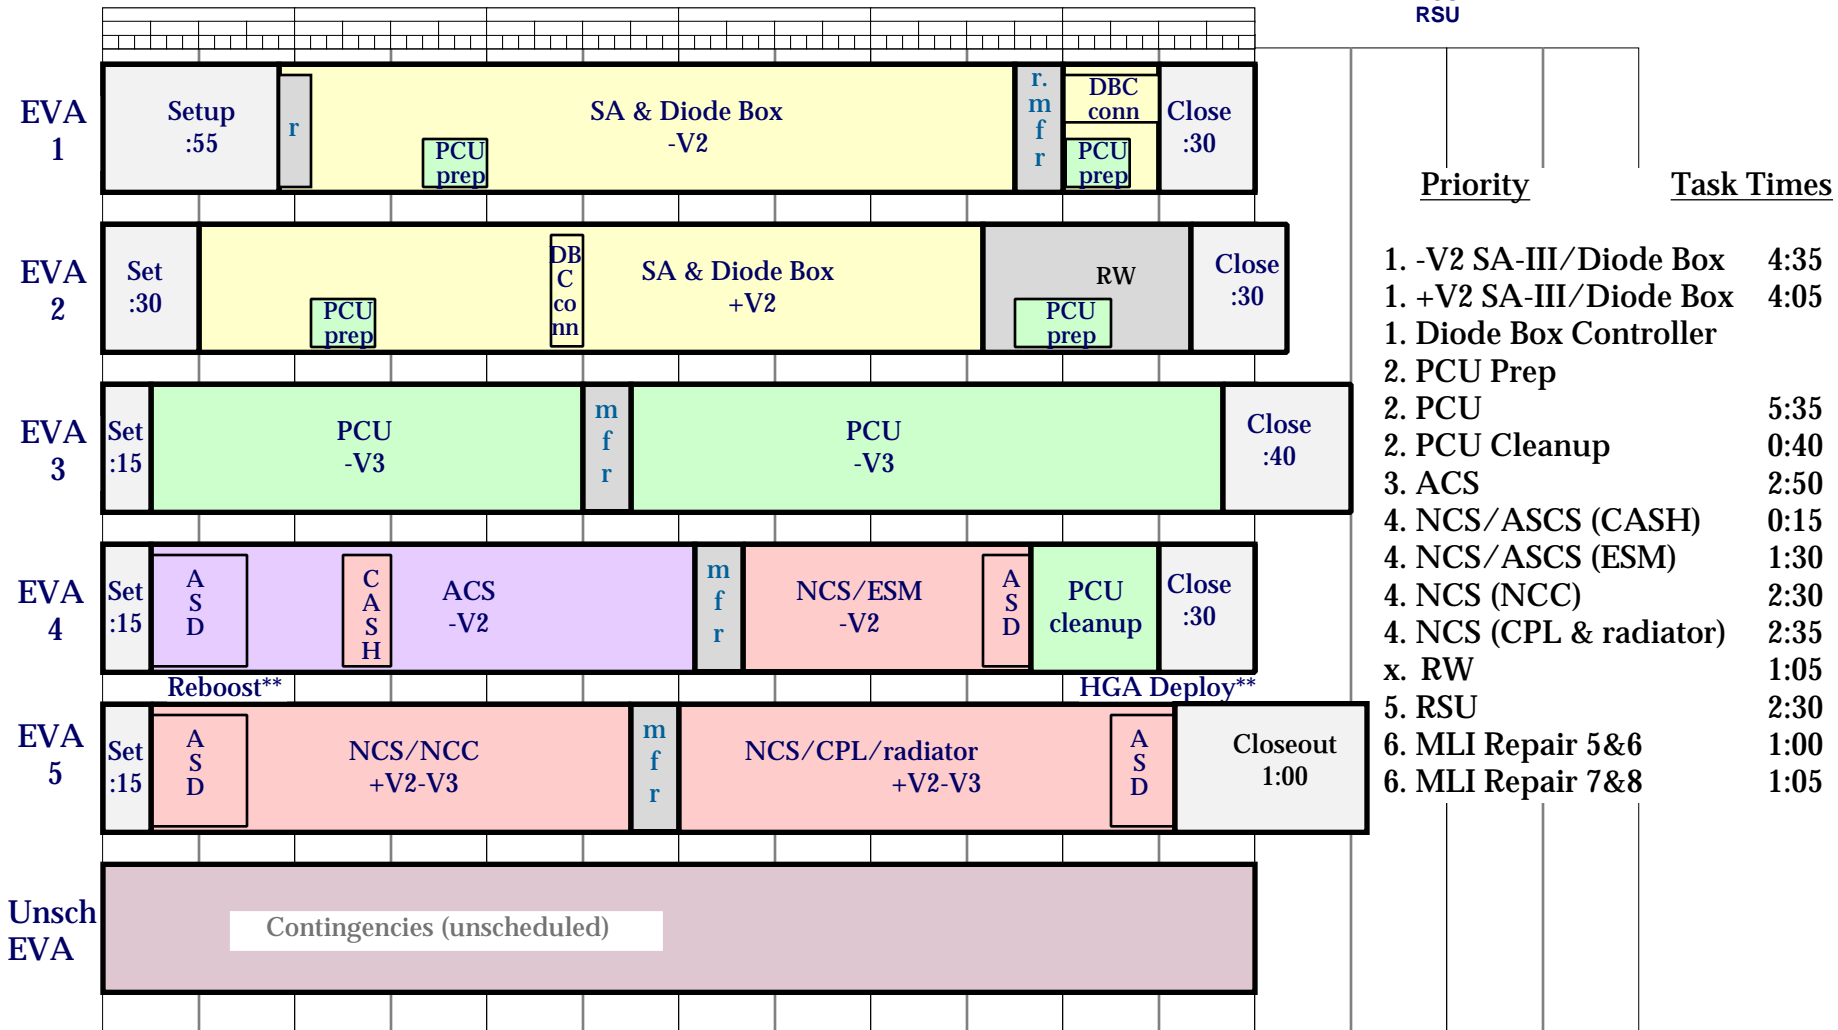 RSU
EVA
1
Setup
:55
r
SA & Diode Box
-V2
PCU
prep
r.
m
f
r
DBC
conn
PCU
prep
Close
:30
EVA
2
Set
:30
PCU
prep
DB
C
co
nn
SA & Diode Box
+V2
RW
PCU
prep
Close
:30
EVA
3
Set
:15
PCU
-V3
m
f
r
PCU
-V3
Close
:40
EVA
4
Set
:15
A
S
D
C
A
S
H
ACS
-V2
m
f
r
NCS/ESM
-V2
A
S
D
PCU
cleanup
Close
:30
Reboost**
HGA Deploy**
EVA
5
Set
:15
A
S
D
NCS/NCC
+V2-V3
m
f
r
NCS/CPL/radiator
+V2-V3
A
S
D
Closeout
1:00
Unsch
EVA
Contingencies (unscheduled)
Priority Task Times
1. -V2 SA-III/Diode Box 4:35
1. +V2 SA-III/Diode Box 4:05
1. Diode Box Controller
2. PCU Prep
2. PCU 5:35
2. PCU Cleanup 0:40
3. ACS 2:50
4. NCS/ASCS (CASH) 0:15
4. NCS/ASCS (ESM) 1:30
4. NCS (NCC) 2:30
4. NCS (CPL & radiator) 2:35
x. RW 1:05
5. RSU 2:30
6. MLI Repair 5&6 1:00
6. MLI Repair 7&8 1:05